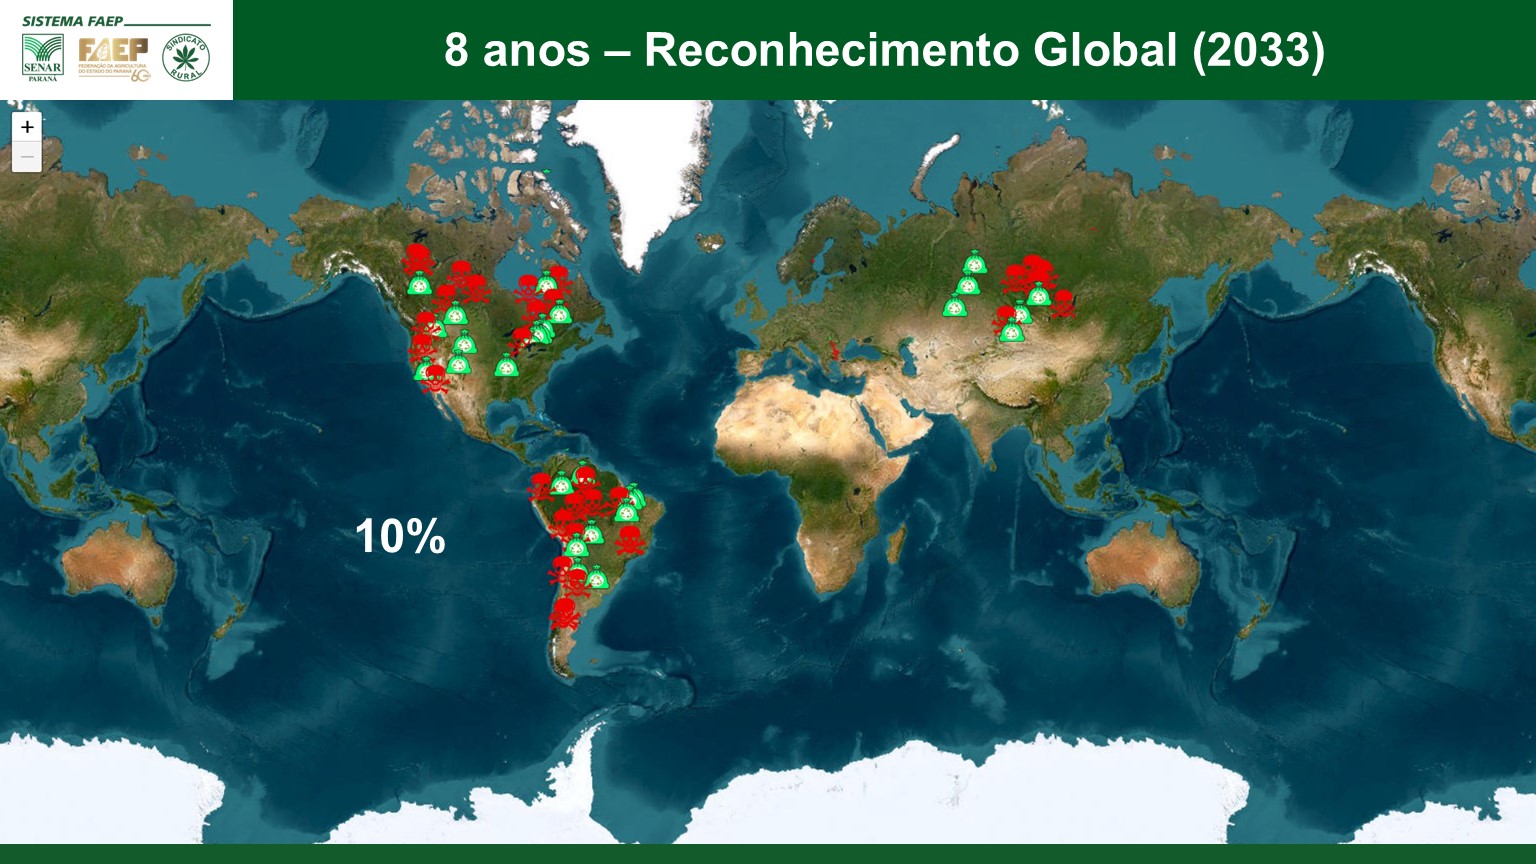 SISTEMA FAEP
8 anos – Reconhecimento Global (2033)
SENAR
PARANÁ
FAEP
FEDERAÇÃO DA AGRICULTURA
DO ESTADO DO PARANÁ
60
SINDICATO
RURAL
+
−
10%